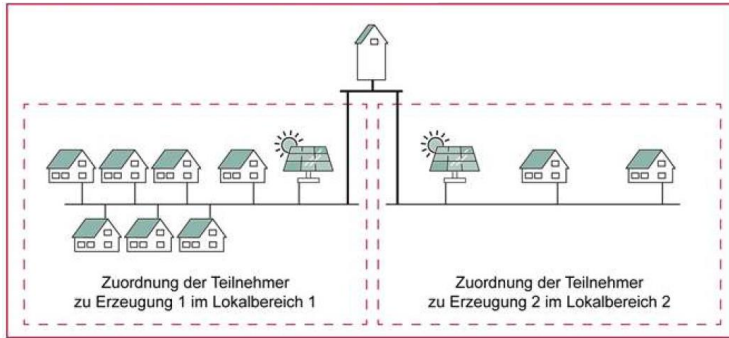 Zuordnung der Teilnehmer
zu Erzeugung 1 im Lokalbereich 1
Zuordnung der Teilnehmer
zu Erzeugung 2 im Lokalbereich 2